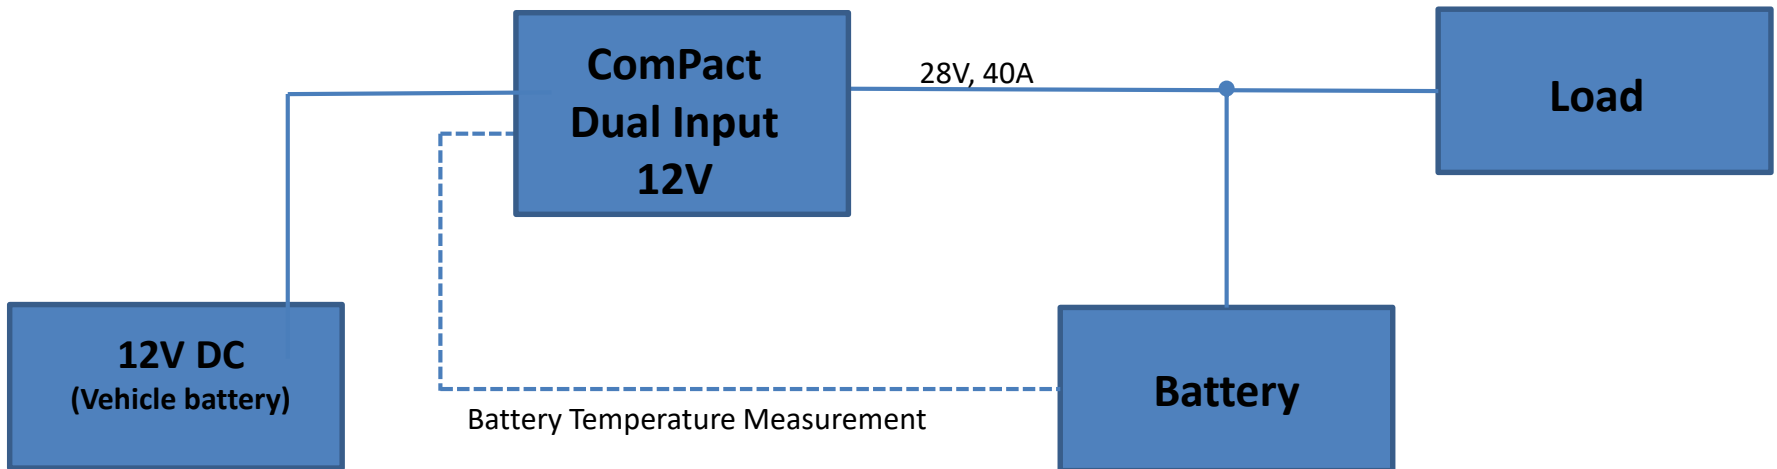 ComPact
Dual Input
12V
28V, 40A
Load
12V DC
(Vehicle battery)
Battery Temperature Measurement
Battery